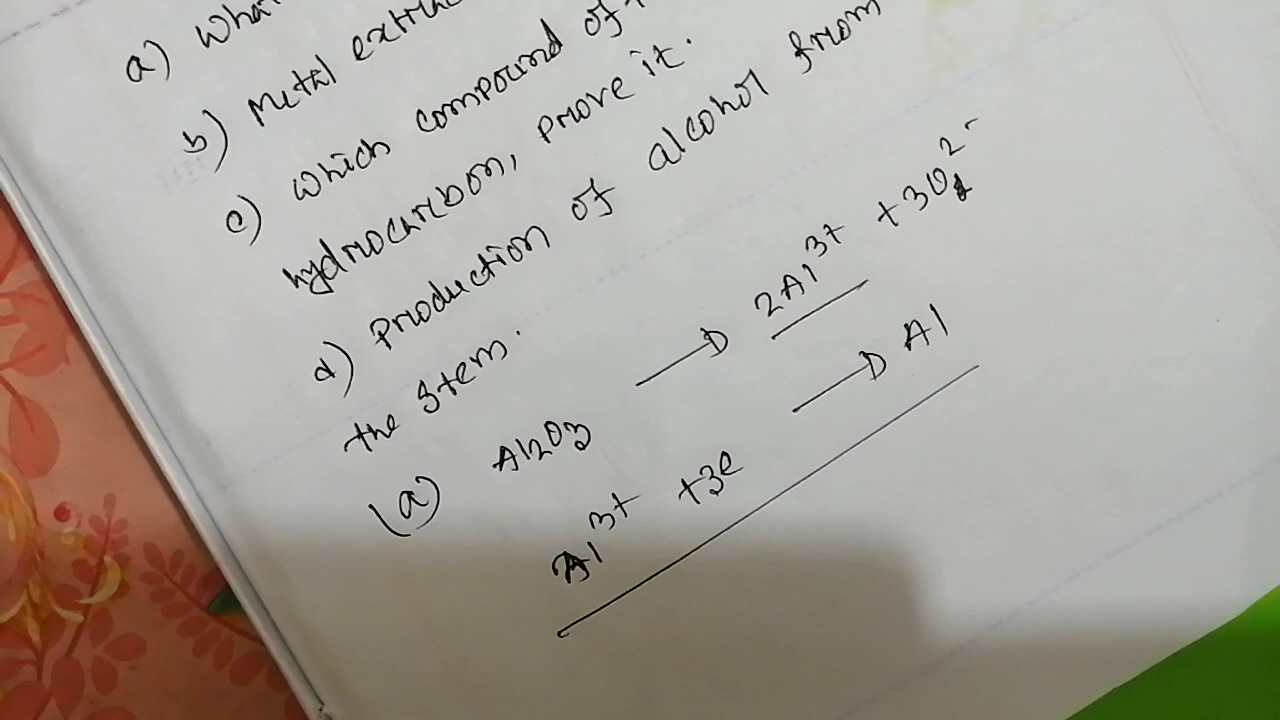 a) What
b) Metal
c) which compound of
hydrocarbon, prove it.
d) Production of alcohol from
the stem.
(a) Al2O3 → 2Al³⁺ + 3O²⁻
Al³⁺ +3e → Al